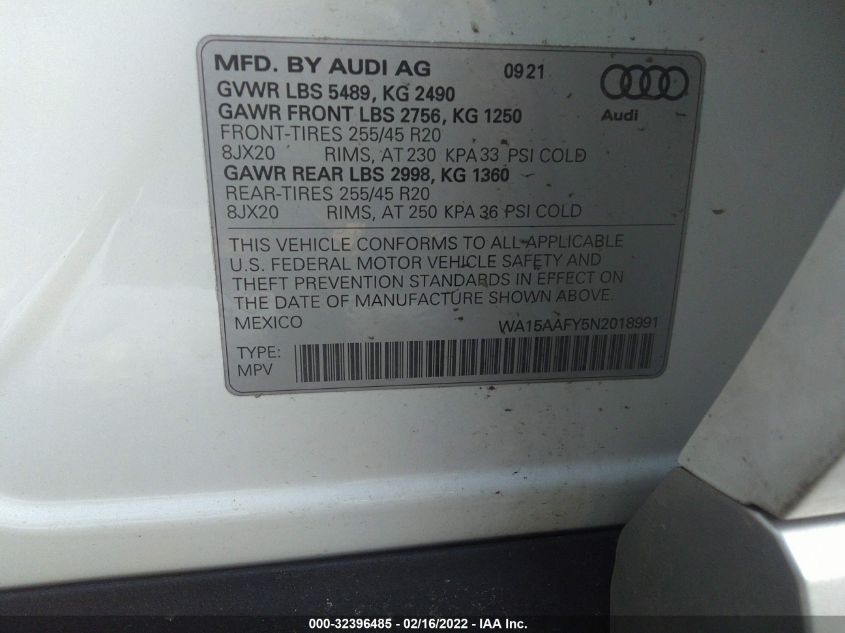 MFD. BY AUDI AG 09 21
GVWR LBS 5489, KG 2490
GAWR FRONT LBS 2756, KG 1250
Audi
FRONT-TIRES 255/45 R20
8JX20 RIMS, AT 230 KPA 33 PSI COLD
GAWR REAR LBS 2998, KG 1360
REAR-TIRES 255/45 R20
8JX20 RIMS, AT 250 KPA 36 PSI COLD
THIS VEHICLE CONFORMS TO ALL APPLICABLE
U.S. FEDERAL MOTOR VEHICLE SAFETY AND
THEFT PREVENTION STANDARDS IN EFFECT ON
THE DATE OF MANUFACTURE SHOWN ABOVE.
MEXICO WA15AAFY5N2018991
TYPE:
MPV
000-32396485 - 02/16/2022 - IAA Inc.